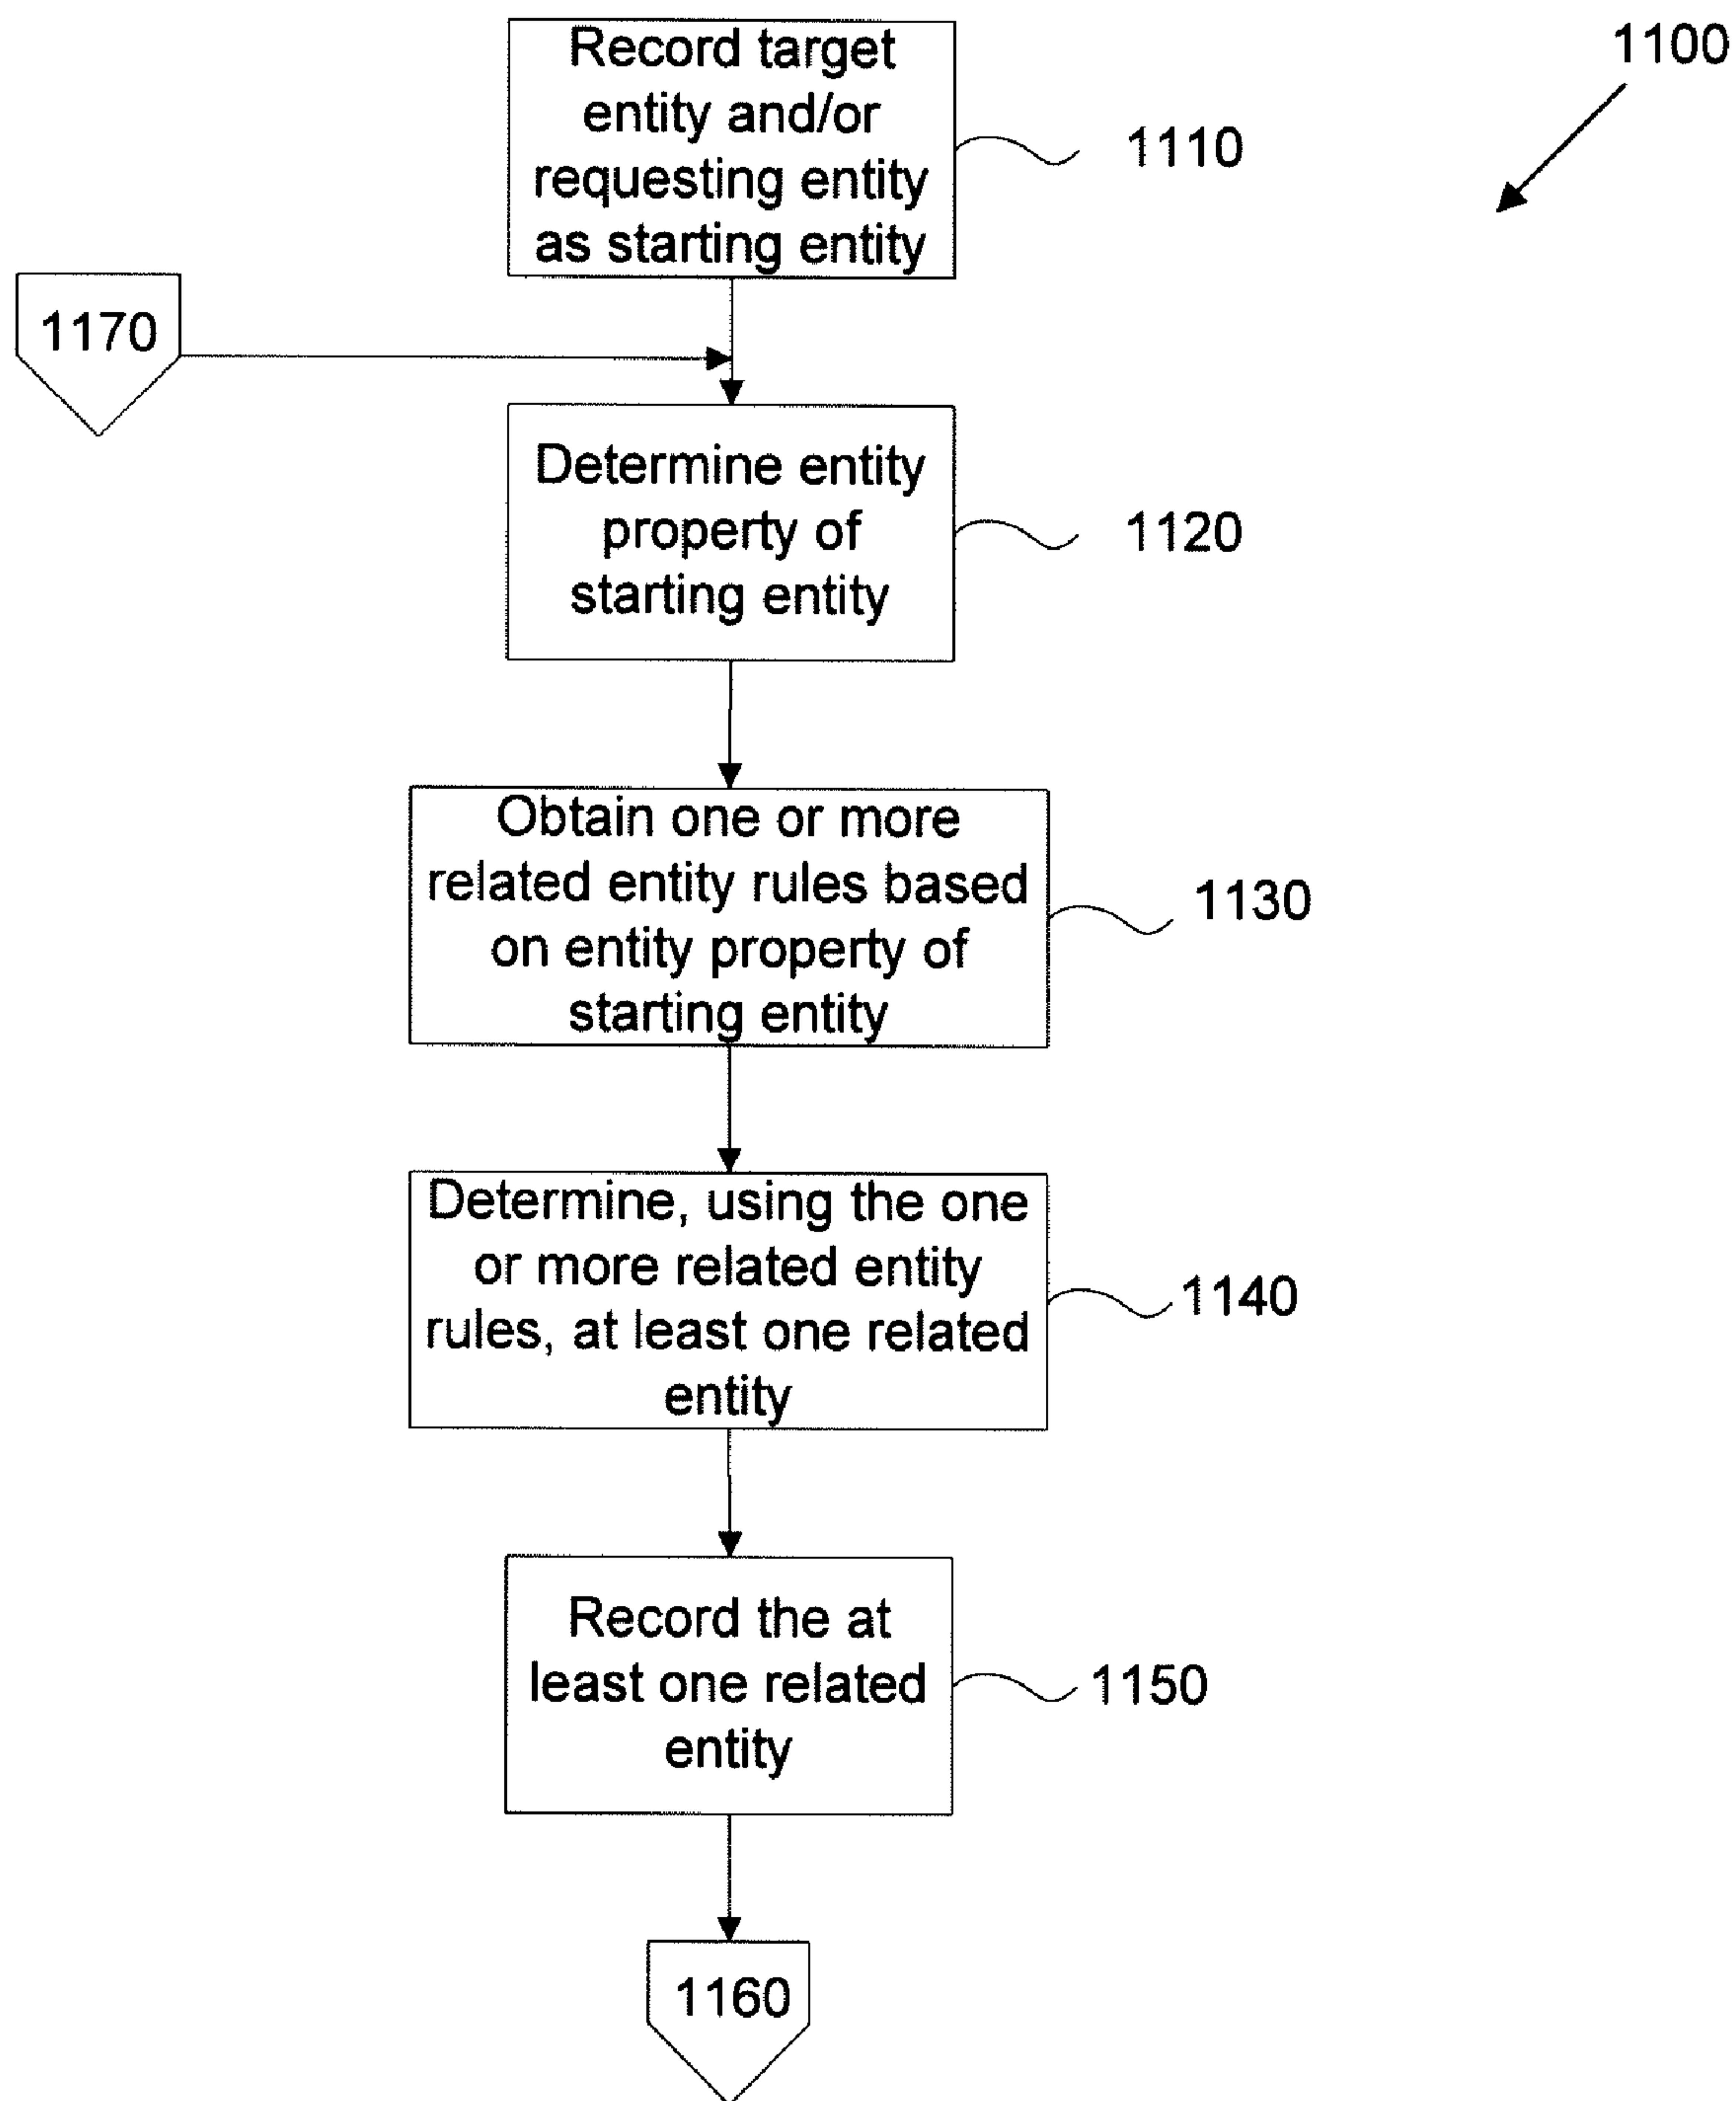 Record target
entity and/or
requesting entity
as starting entity
1110
1100
1170
Determine entity
property of
starting entity
1120
Obtain one or more
related entity rules based
on entity property of
starting entity
1130
Determine, using the one
or more related entity
rules, at least one related
entity
1140
Record the at
least one related
entity
1150
1160